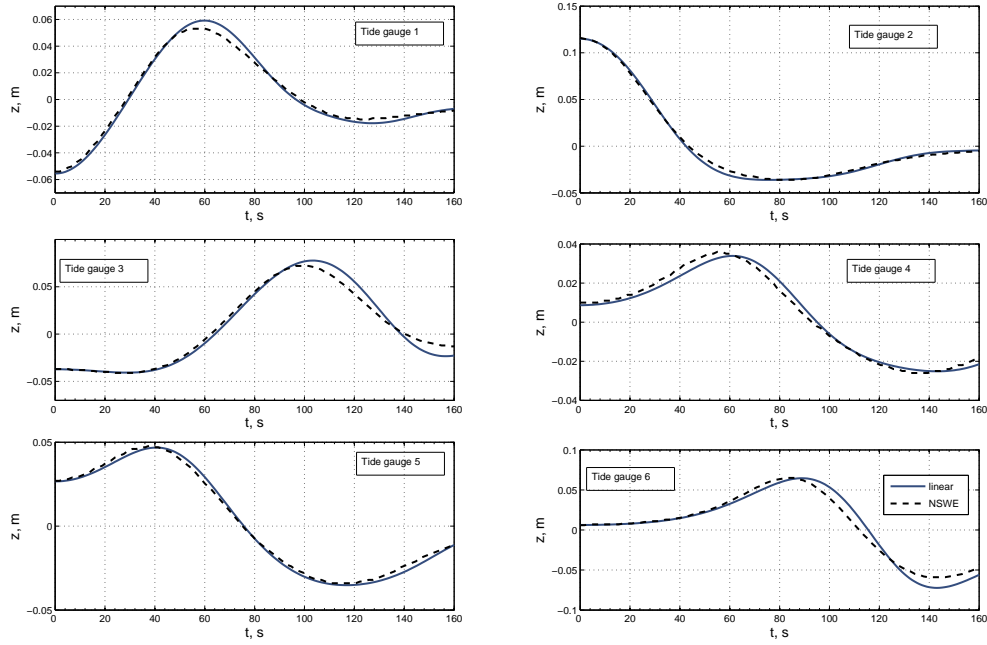 0.06
0.04
0.02
0
−0.02
−0.04
−0.06
z, m
Tide gauge 1
0 20 40 60 80 100 120 140 160
t, s
0.15
0.1
0.05
0
−0.05
z, m
Tide gauge 2
0 20 40 60 80 100 120 140 160
t, s
0.05
0
−0.05
z, m
Tide gauge 3
0 20 40 60 80 100 120 140 160
0.04
0.02
0
−0.02
−0.04
z, m
Tide gauge 4
0 20 40 60 80 100 120 140 160
0.05
0
−0.05
z, m
Tide gauge 5
0 20 40 60 80 100 120 140 160
t, s
0.1
0.05
0
−0.05
−0.1
z, m
Tide gauge 6
linear
NSWE
0 20 40 60 80 100 120 140 160
t, s